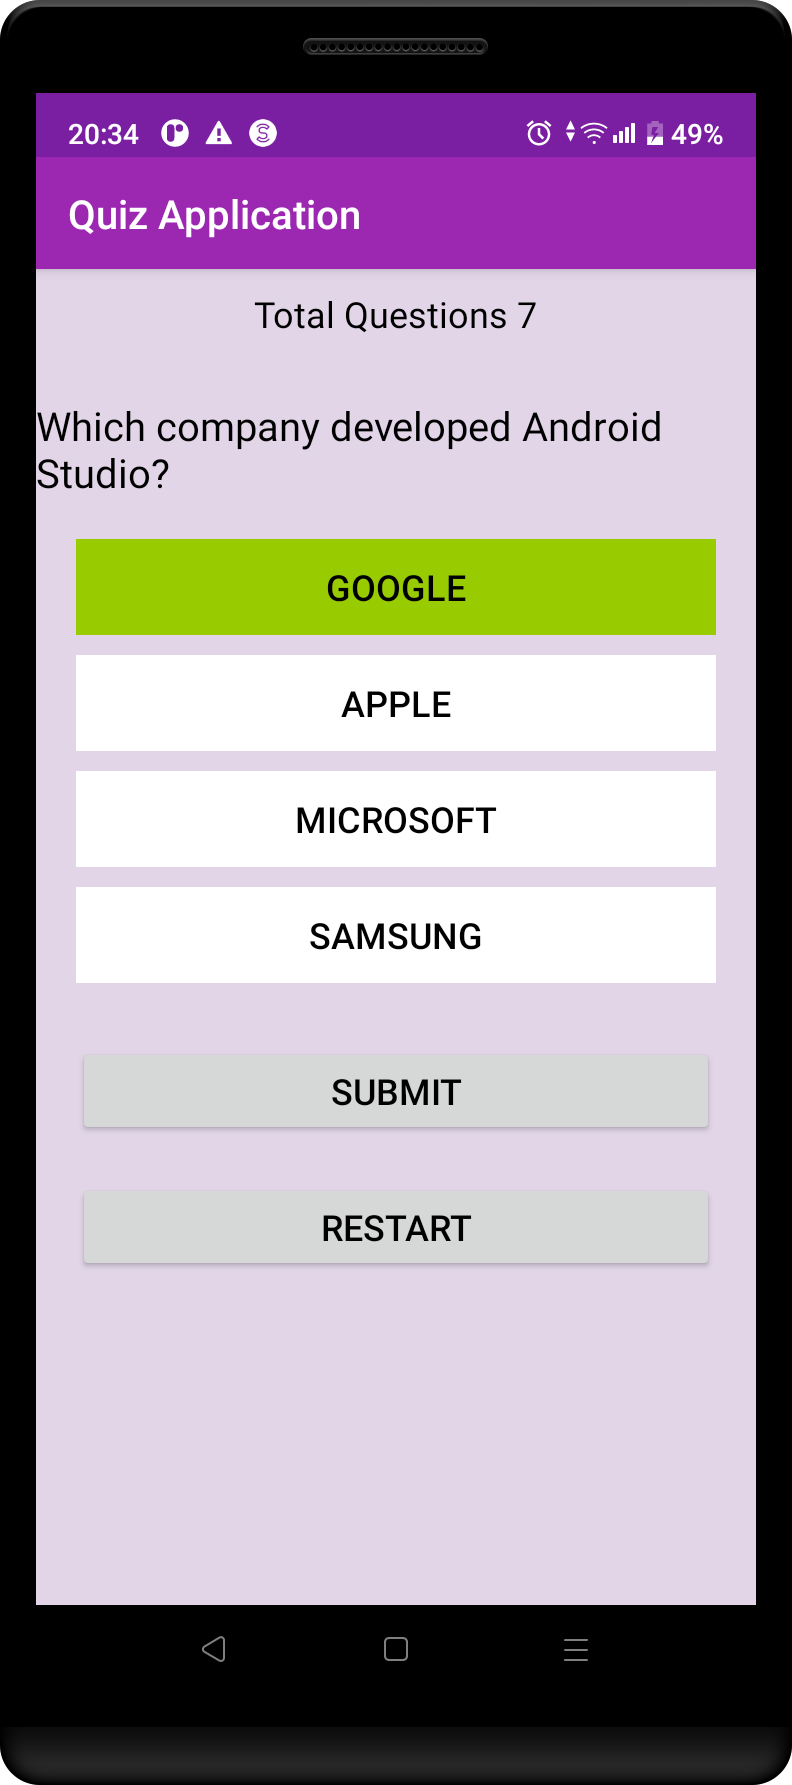 20:34 49%
Quiz Application
Total Questions 7
Which company developed Android
Studio?
GOOGLE
APPLE
MICROSOFT
SAMSUNG
SUBMIT
RESTART